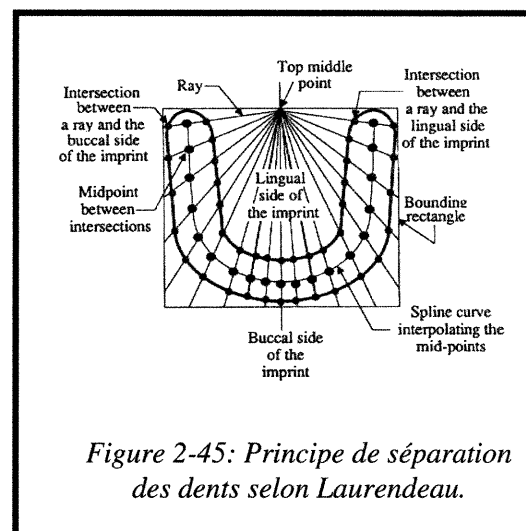 Top middle
point
Ray
Intersection
between
a ray and the
buccal side
of the imprint
Intersection
between
a ray and the
lingual side
of the imprint
Midpoint
between
intersections
Lingual
side of
the imprint
Bounding
rectangle
Spline curve
interpolating the
mid-points
Buccal side
of the
imprint
Figure 2-45: Principe de séparation
des dents selon Laurendeau.